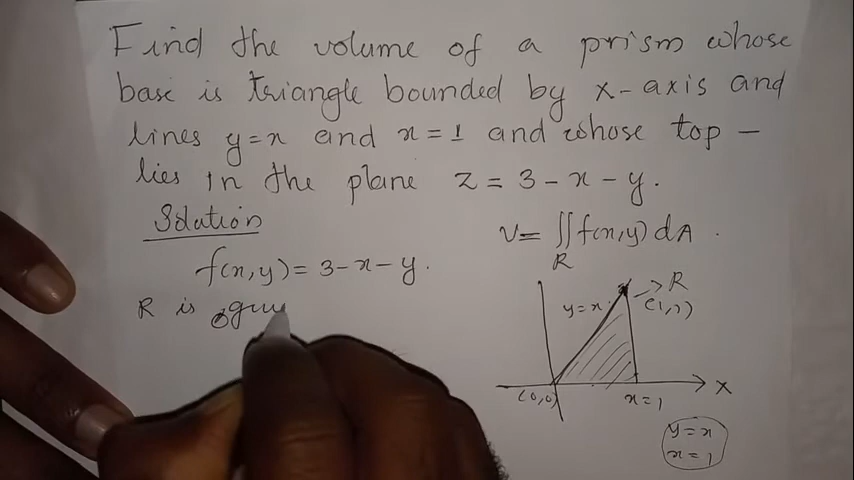 Find the volume of a prism whose
base is triangle bounded by x-axis and
lines y=x and x=1 and whose top -
lies in the plane z = 3-x-y.
Solution
V= ∬ f(x,y) dA.
R
f(x,y) = 3-x-y.
R is
y=x
R
(1,1)
(0,0)
x=1
X
y=x
x=1